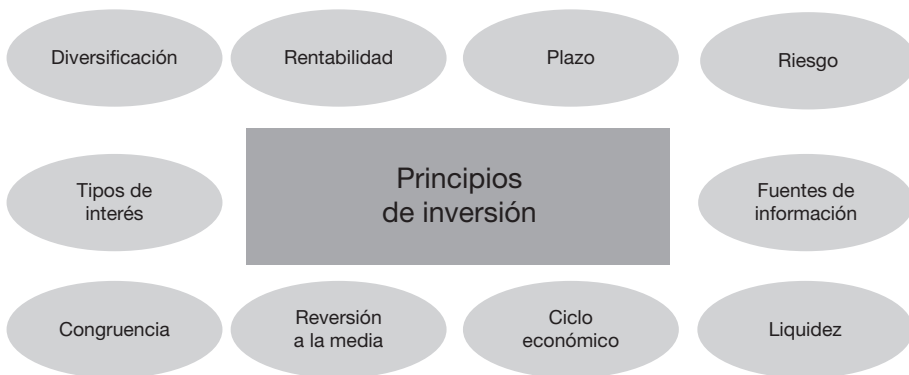 Diversificación
Rentabilidad
Plazo
Riesgo
Tipos de
interés
Principios
de inversión
Fuentes de
información
Congruencia
Reversión
a la media
Ciclo
económico
Liquidez